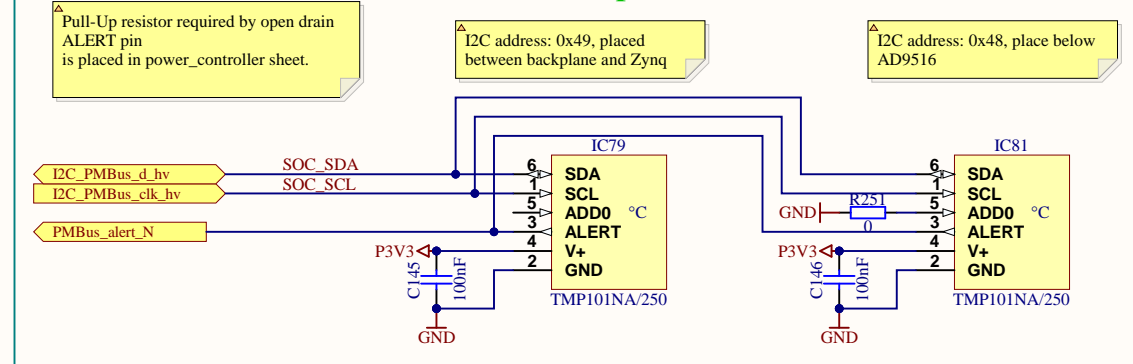 Pull-Up resistor required by open drain
ALERT pin
is placed in power_controller sheet.
I2C address: 0x49, placed
between backplane and Zynq
I2C address: 0x48, place below
AD9516
I2C_PMBus_d_hv
I2C_PMBus_clk_hv
PMBus_alert_N
SOC_SDA
SOC_SCL
IC79
6 SDA
1 SCL
5 ADD0 °C
3 ALERT
4 V+
2 GND
TMP101NA/250
P3V3
C145
100nF
GND
IC81
6 SDA
1 SCL
5 ADD0 °C
3 ALERT
4 V+
2 GND
TMP101NA/250
GND
R251
0
P3V3
C146
100nF
GND